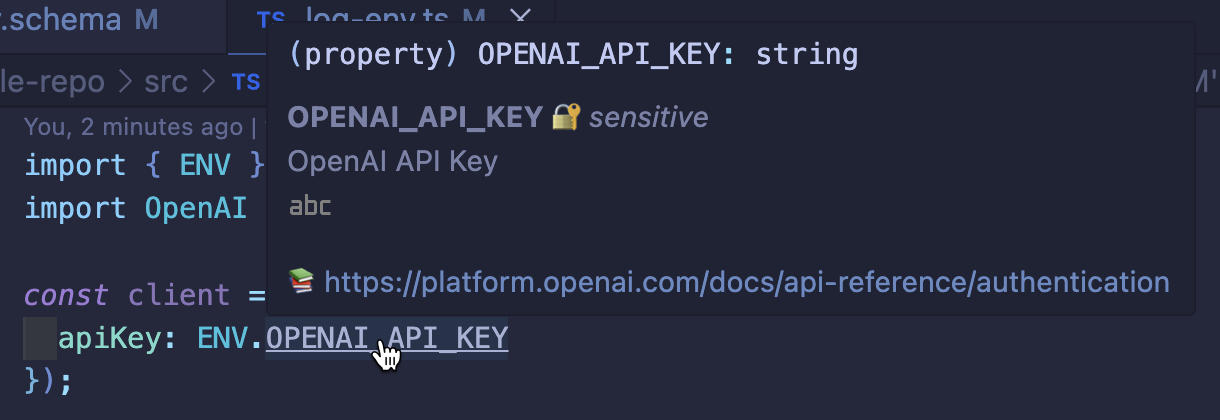 .schema M TS log-env.ts M
le-repo > src > TS
(property) OPENAI_API_KEY: string
OPENAI_API_KEY 🔐 sensitive
OpenAI API Key
abc
📚 https://platform.openai.com/docs/api-reference/authentication
You, 2 minutes ago |
import { ENV }
import OpenAI
const client =
apiKey: ENV.OPENAI_API_KEY
});